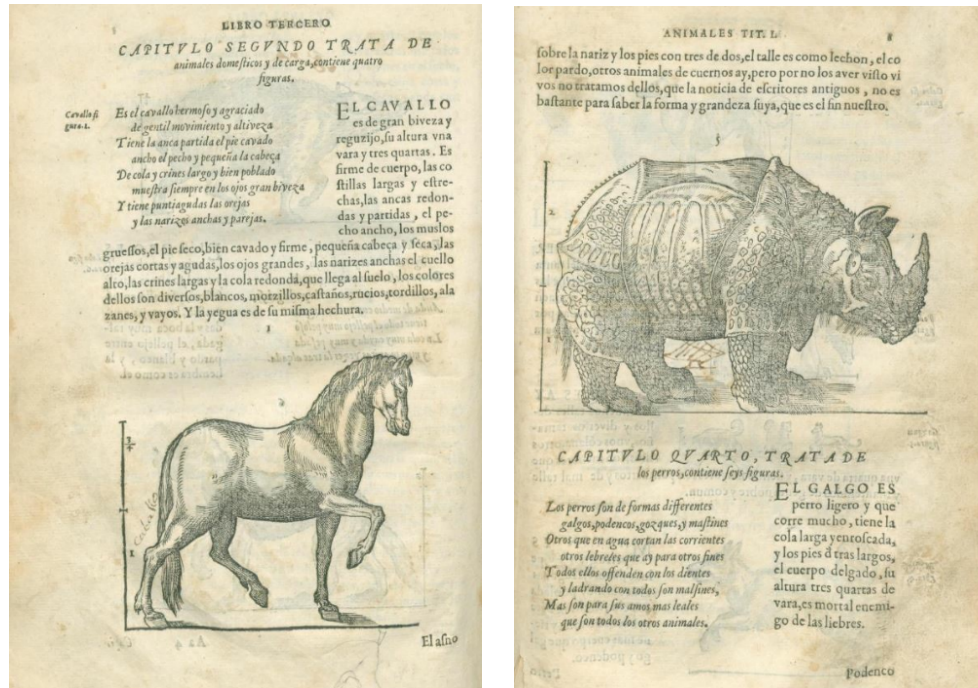 LIBRO TERCERO
CAPITVLO SEGVNDO TRATA DE
animales domeſticos y de carga, contiene quatro
figuras.
Cavallo fi
gura.1.
Es el cavallo hermoſo y agraciado
de gentil movimiento y altiveza
Tiene la anca partida el pie cavado
ancho el pecho y pequeña la cabeça
De cola y crines largo y bien poblado
mueſtra ſiempre en los ojos gran biveza
Y tiene puntiagudas las orejas
y las narizes anchas y parejas.
EL CAVALLO
es de gran biveza y
reguzijo, ſu altura vna
vara y tres quartas. Es
firme de cuerpo, las co
ſtillas largas y eſtre-
chas, las ancas redon-
das y partidas, el pe-
cho ancho, los muslos
grueſſos, el pie ſeco, bien cavado y firme, pequeña cabeça y ſeca, las
orejas cortas y agudas, los ojos grandes, las narizes anchas el cuello
alto, las crines largas y la cola redonda, que llega al ſuelo, los colores
dellos ſon diverſos, blancos, morzillos, caſtaños, rucios, tordillos, ala
zanes, y vayos. Y la yegua es de ſu miſma hechura.
1
3/4
1
El aſno
ANIMALES TIT. I.
8
ſobre la nariz y los pies con tres de dos, el talle es como lechon, el co
lor pardo, otros animales de cuernos ay, pero por no los aver viſto vi
vos no tratamos dellos, que la noticia de eſcritores antiguos, no es
baſtante para ſaber la forma y grandeza ſuya, que es el fin nueſtro.
5
2
1
CAPITVLO QVARTO, TRATA DE
los perros, contiene ſeys figuras.
Los perros ſon de formas differentes
galgos, podencos, gozques, y maſtines
Otros que en agua cortan las corrientes
otros lebreles que ay para otros fines
Todos ellos offenden con los dientes
y ladrando con todos ſon malſines,
Mas ſon para ſus amos mas leales
que ſon todos los otros animales.
EL GALGO ES
perro ligero y que
corre mucho, tiene la
cola larga y enroſcada,
y los pies d tras largos,
el cuerpo delgado, ſu
altura tres quartas de
vara, es mortal enemi-
go de las liebres.
Podenco